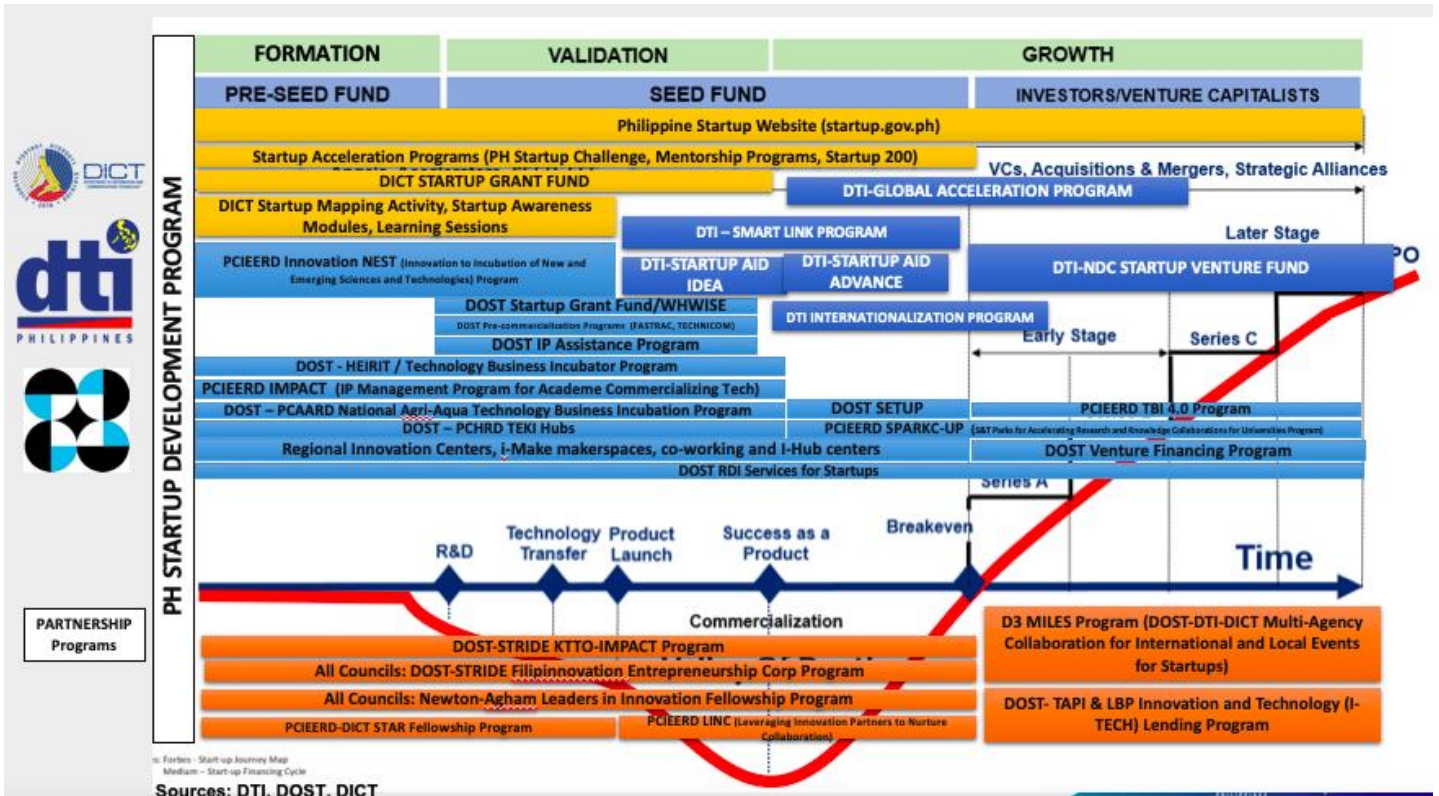 FORMATION
VALIDATION
GROWTH
PRE-SEED FUND
SEED FUND
INVESTORS/VENTURE CAPITALISTS
Philippine Startup Website (startup.gov.ph)
Startup Acceleration Programs (PH Startup Challenge, Mentorship Programs, Startup 200)
VCs, Acquisitions & Mergers, Strategic Alliances
DICT STARTUP GRANT FUND
DTI-GLOBAL ACCELERATION PROGRAM
DICT
DICT Startup Mapping Activity, Startup Awareness
Modules, Learning Sessions
DTI – SMART LINK PROGRAM
Later Stage
dti
PHILIPPINES
PCIEERD Innovation NEST (Innovation to Incubation of New and
Emerging Sciences and Technologies) Program
DTI-STARTUP AID
IDEA
DTI-STARTUP AID
ADVANCE
DTI-NDC STARTUP VENTURE FUND
PO
DOST Startup Grant Fund/WHWISE
DOST Pre-commercialization Programs (FASTRAC, TECHNICOM)
DOST IP Assistance Program
DTI INTERNATIONALIZATION PROGRAM
Early Stage
Series C
DOST - HEIRIT / Technology Business Incubator Program
PCIEERD IMPACT (IP Management Program for Academe Commercializing Tech)
DOST – PCAARD National Agri-Aqua Technology Business Incubation Program
DOST SETUP
PCIEERD TBI 4.0 Program
DOST – PCHRD TEKI Hubs
PCIEERD SPARKC-UP (S&T Parks for Accelerating Research and Knowledge Collaborations for Universities Program)
Regional Innovation Centers, i-Make makerspaces, co-working and I-Hub centers
DOST Venture Financing Program
DOST RDI Services for Startups
Series A
PH STARTUP DEVELOPMENT PROGRAM
R&D
Technology
Transfer
Product
Launch
Success as a
Product
Breakeven
Time
Commercialization
PARTNERSHIP
Programs
DOST-STRIDE KTTO-IMPACT Program
All Councils: DOST-STRIDE Filipinnovation Entrepreneurship Corp Program
All Councils: Newton-Agham Leaders in Innovation Fellowship Program
PCIEERD-DICT STAR Fellowship Program
PCIEERD LINC (Leveraging Innovation Partners to Nurture
Collaboration)
D3 MILES Program (DOST-DTI-DICT Multi-Agency
Collaboration for International and Local Events
for Startups)
DOST- TAPI & LBP Innovation and Technology (I-
TECH) Lending Program
s: Forbes - Start-up Journey Map
Medium – Start-up Financing Cycle
Sources: DTI, DOST, DICT